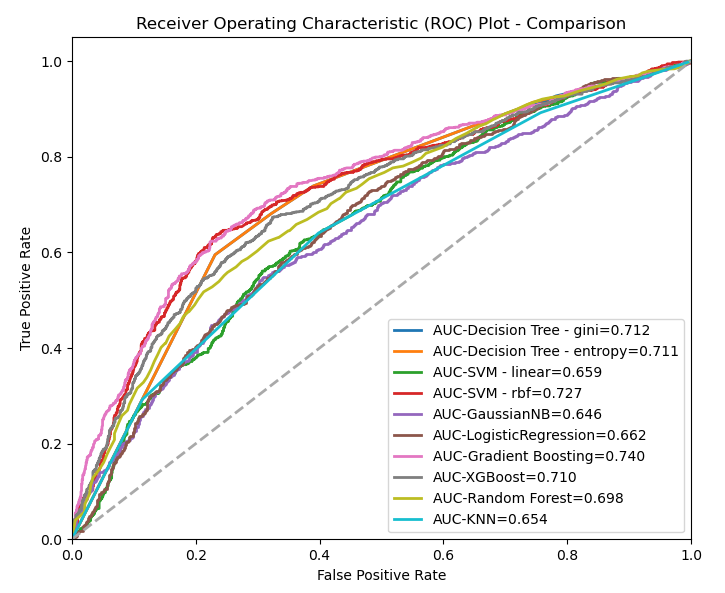 Receiver Operating Characteristic (ROC) Plot - Comparison
True Positive Rate
1.0
0.8
0.6
0.4
0.2
0.0
AUC-Decision Tree - gini=0.712
AUC-Decision Tree - entropy=0.711
AUC-SVM - linear=0.659
AUC-SVM - rbf=0.727
AUC-GaussianNB=0.646
AUC-LogisticRegression=0.662
AUC-Gradient Boosting=0.740
AUC-XGBoost=0.710
AUC-Random Forest=0.698
AUC-KNN=0.654
0.0 0.2 0.4 0.6 0.8 1.0
False Positive Rate